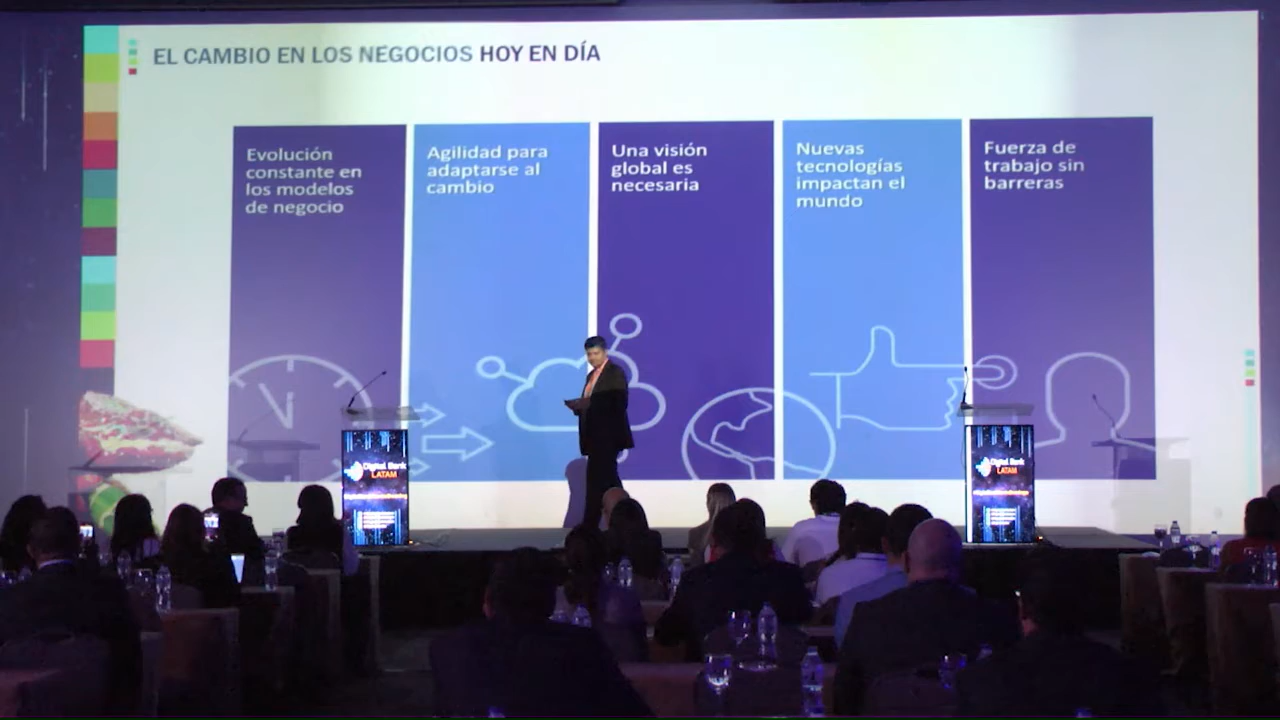 EL CAMBIO EN LOS NEGOCIOS HOY EN DÍA
Evolución
constante en
los modelos
de negocio
Agilidad para
adaptarse al
cambio
Una visión
global es
necesaria
Nuevas
tecnologías
impactan el
mundo
Fuerza de
trabajo sin
barreras
Digital Bank
LATAM
Digital Bank
LATAM